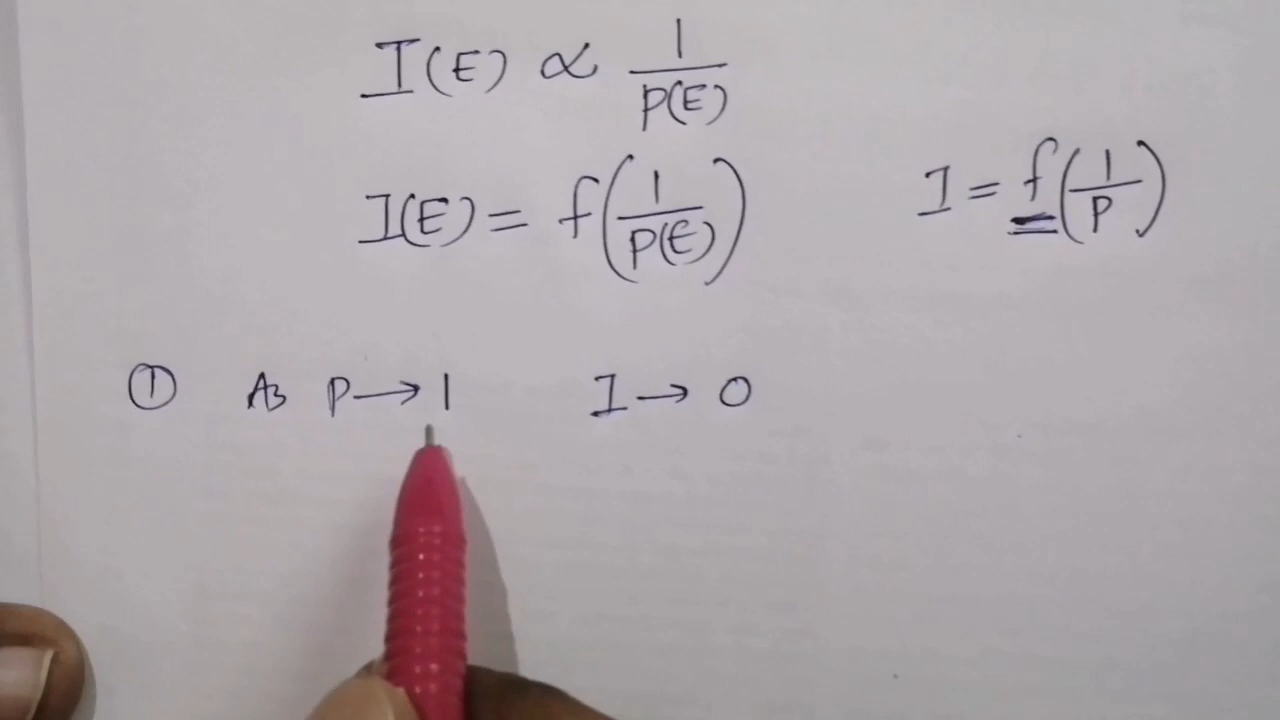 I(E) ∝ 1/P(E)
I(E) = f(1/P(E)) I = f(1/P)
① As P → 1 I → 0